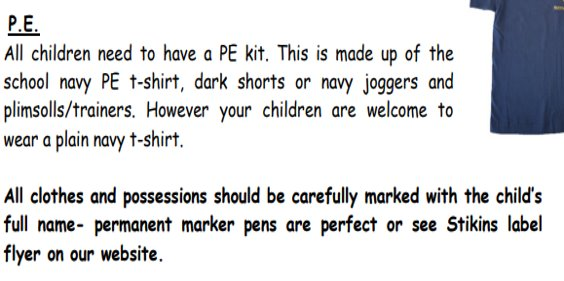 P.E.
All children need to have a PE kit. This is made up of the
school navy PE t-shirt, dark shorts or navy joggers and
plimsolls/trainers. However your children are welcome to
wear a plain navy t-shirt.
All clothes and possessions should be carefully marked with the child's
full name- permanent marker pens are perfect or see Stikins label
flyer on our website.